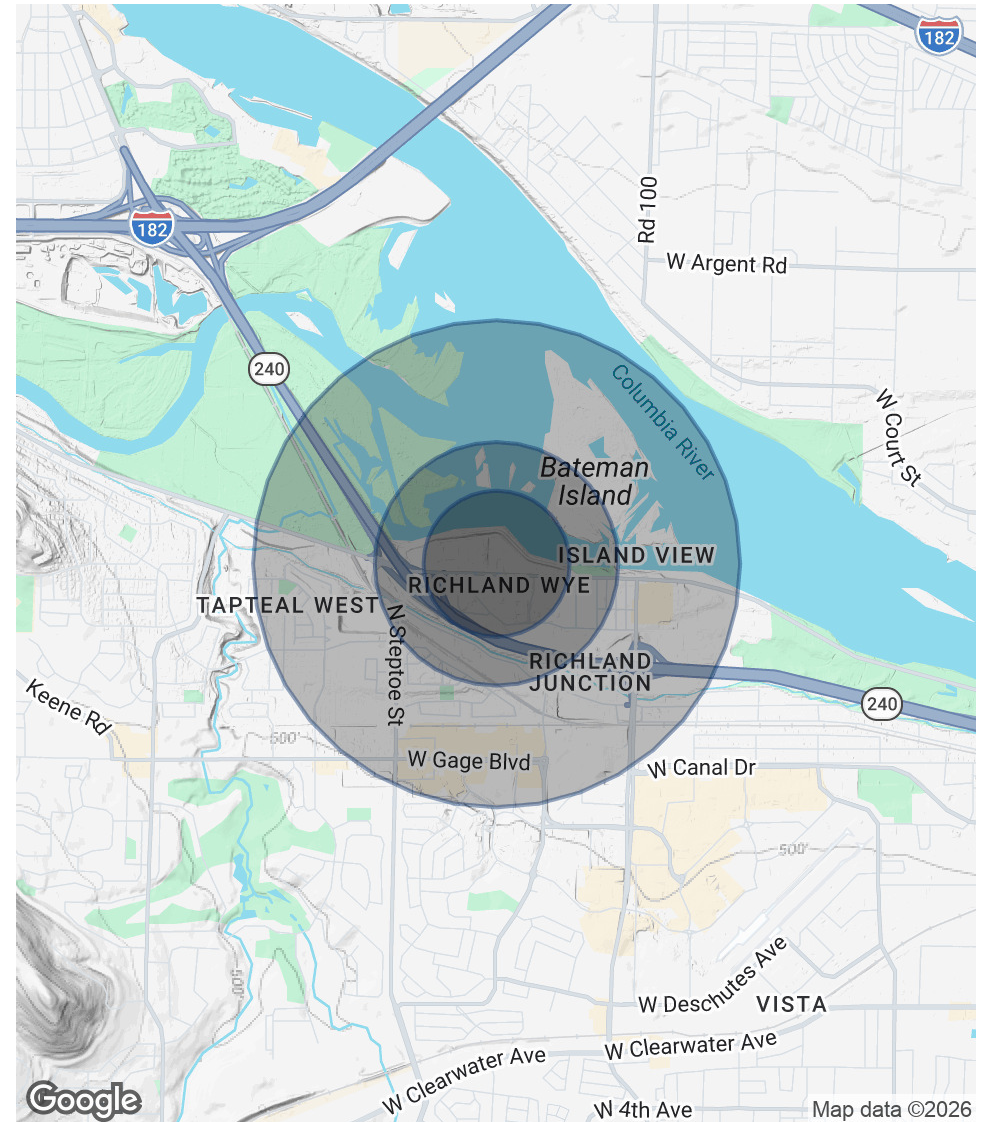 182
182
Rd 100
W Argent Rd
240
Columbia River
W Court St
Bateman
Island
ISLAND VIEW
RICHLAND WYE
TAPTEAL WEST
N Steptoe St
RICHLAND
JUNCTION
Keene Rd
240
500'
W Gage Blvd
W Canal Dr
500'
500'
W Deschutes Ave
VISTA
W Clearwater Ave
W Clearwater Ave
Google
W 4th Ave
Map data ©2026